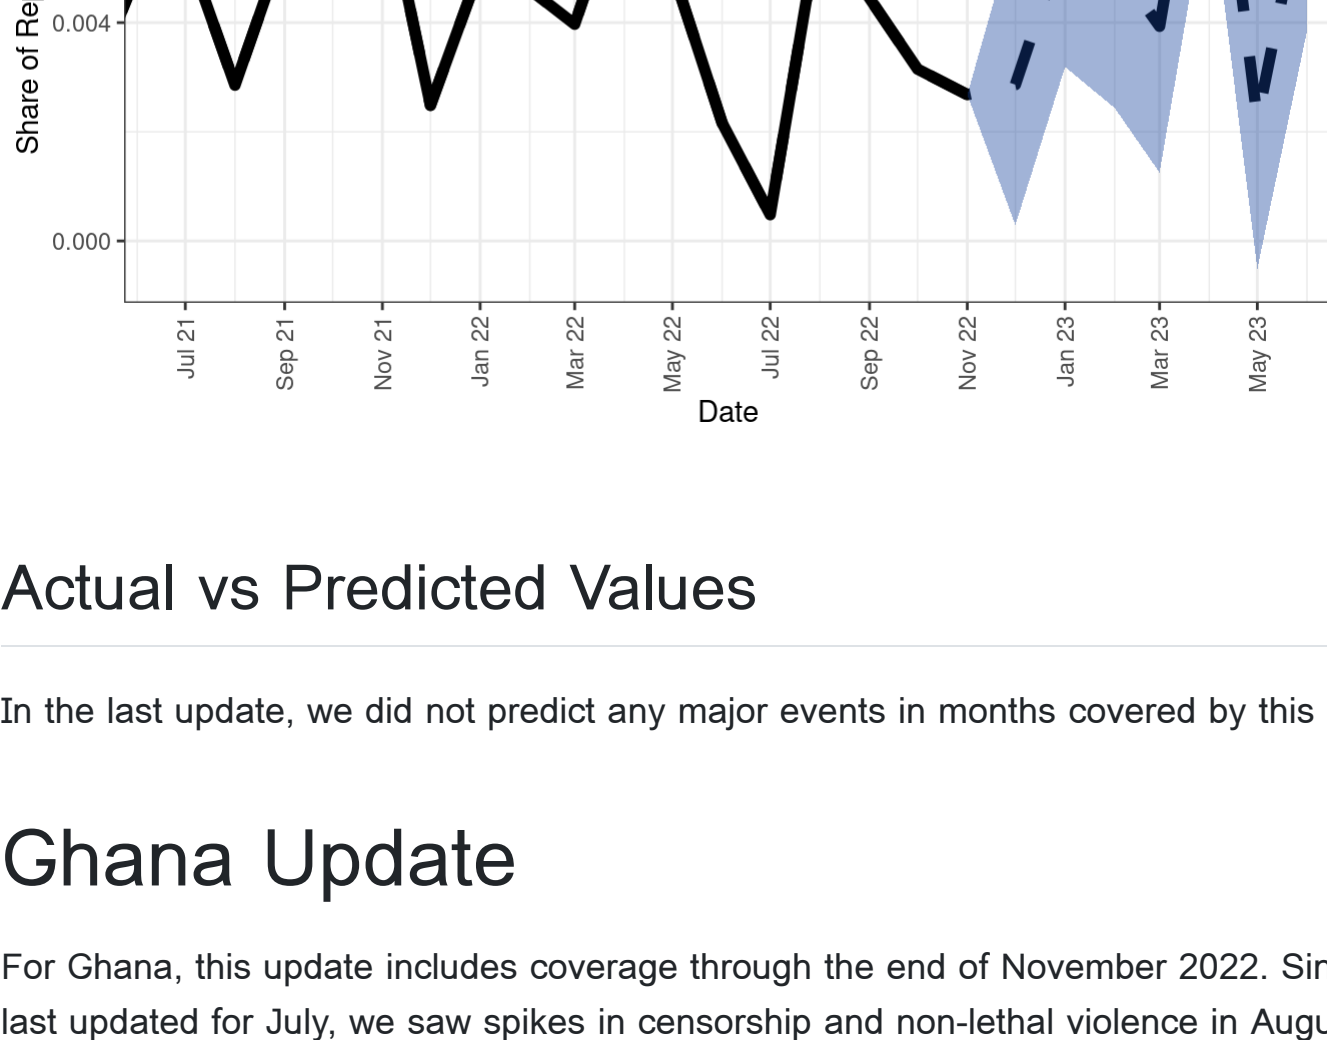 Share of Rep
0.004
0.000
Jul 21
Sep 21
Nov 21
Jan 22
Mar 22
May 22
Jul 22
Sep 22
Nov 22
Jan 23
Mar 23
May 23
Date
Actual vs Predicted Values
In the last update, we did not predict any major events in months covered by this
Ghana Update
For Ghana, this update includes coverage through the end of November 2022. Sin
last updated for July, we saw spikes in censorship and non-lethal violence in Augu